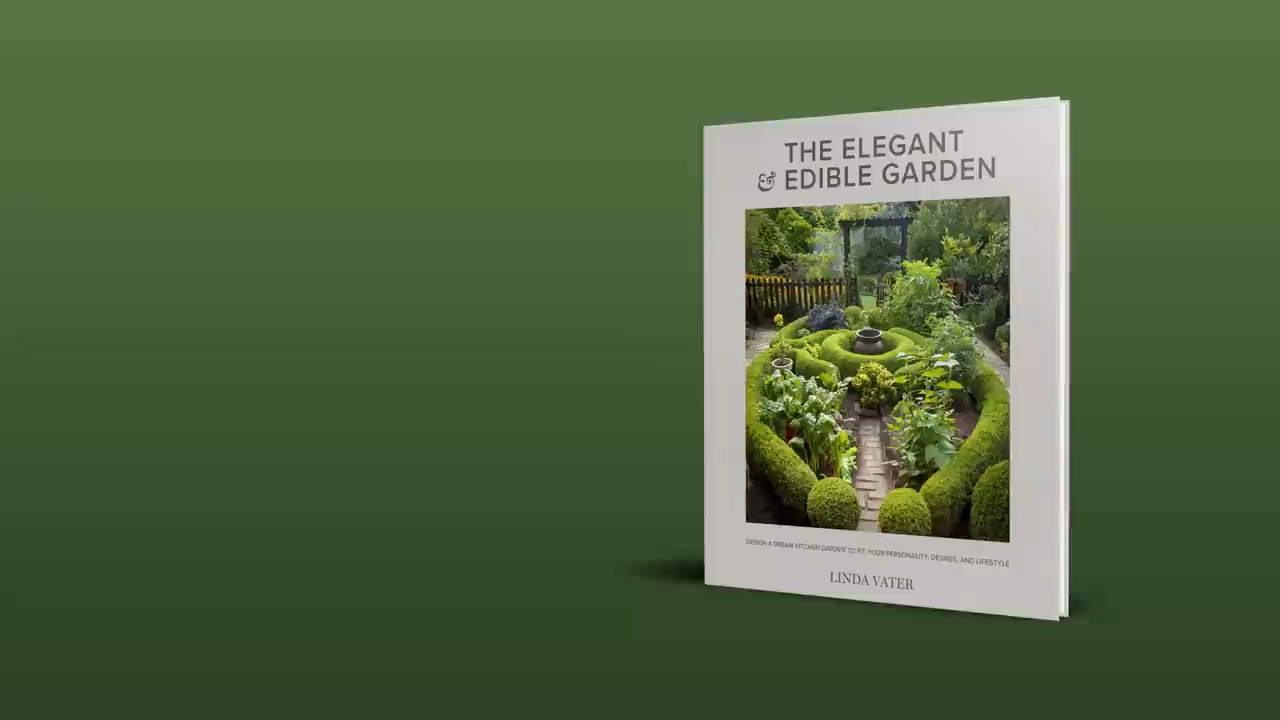 THE ELEGANT
& EDIBLE GARDEN
DESIGN A DREAM KITCHEN GARDEN TO FIT YOUR PERSONALITY, DESIRES, AND LIFESTYLE
LINDA VATER